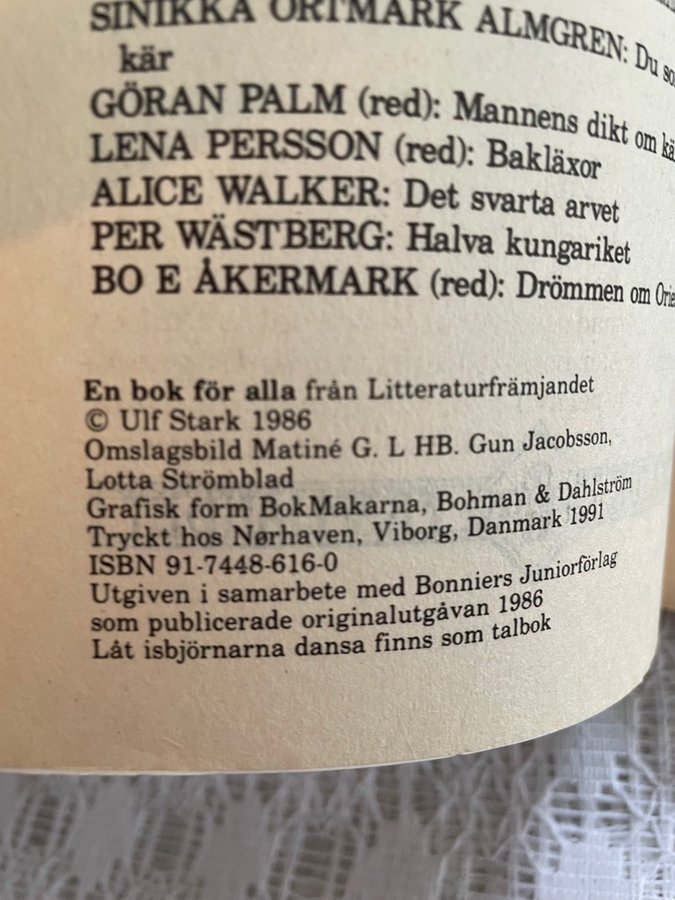 SINIKKA ORTMARK ALMGREN: Du
kär
GÖRAN PALM (red): Mannens dikt om
LENA PERSSON (red): Bakläxor
ALICE WALKER: Det svarta arvet
PER WÄSTBERG: Halva kungariket
BO E ÅKERMARK (red): Drömmen om
En bok för alla från Litteraturfrämjandet
© Ulf Stark 1986
Omslagsbild Matiné G. L HB. Gun Jacobsson,
Lotta Strömblad
Grafisk form BokMakarna, Bohman & Dahlström
Tryckt hos Nørhaven, Viborg, Danmark 1991
ISBN 91-7448-616-0
Utgiven i samarbete med Bonniers Juniorförlag
som publicerade originalutgåvan 1986
Låt isbjörnarna dansa finns som talbok